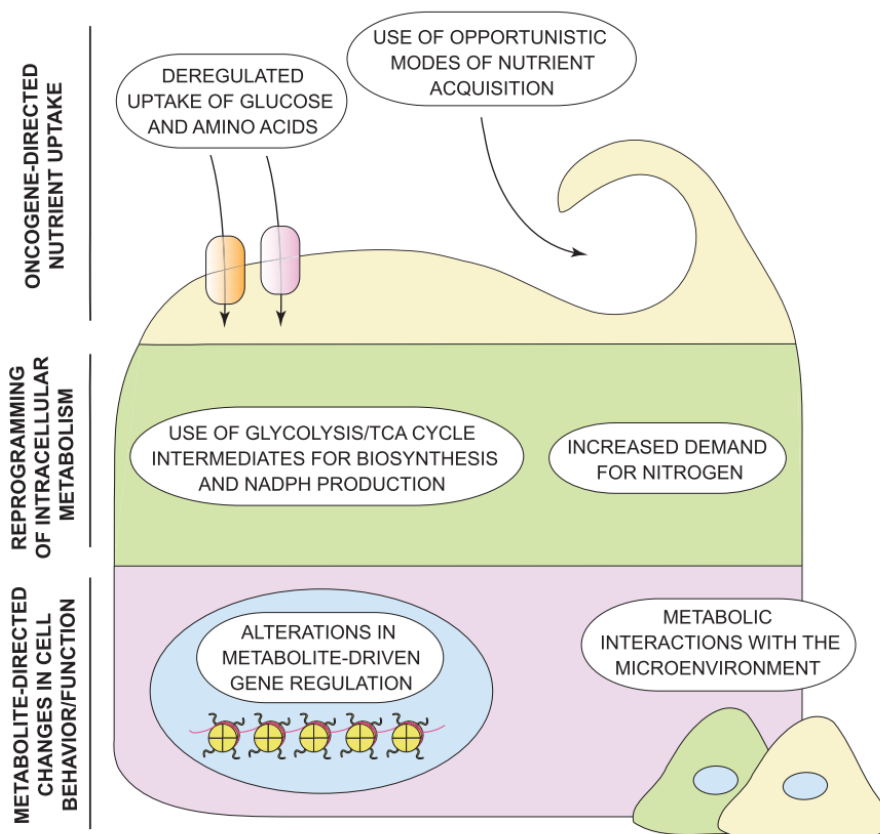 ONCOGENE-DIRECTED
NUTRIENT UPTAKE
DEREGULATED
UPTAKE OF GLUCOSE
AND AMINO ACIDS
USE OF OPPORTUNISTIC
MODES OF NUTRIENT
ACQUISITION
REPROGRAMMING
OF INTRACELLULAR
METABOLISM
USE OF GLYCOLYSIS/TCA CYCLE
INTERMEDIATES FOR BIOSYNTHESIS
AND NADPH PRODUCTION
INCREASED DEMAND
FOR NITROGEN
METABOLITE-DIRECTED
CHANGES IN CELL
BEHAVIOR/FUNCTION
ALTERATIONS IN
METABOLITE-DRIVEN
GENE REGULATION
METABOLIC
INTERACTIONS WITH THE
MICROENVIRONMENT